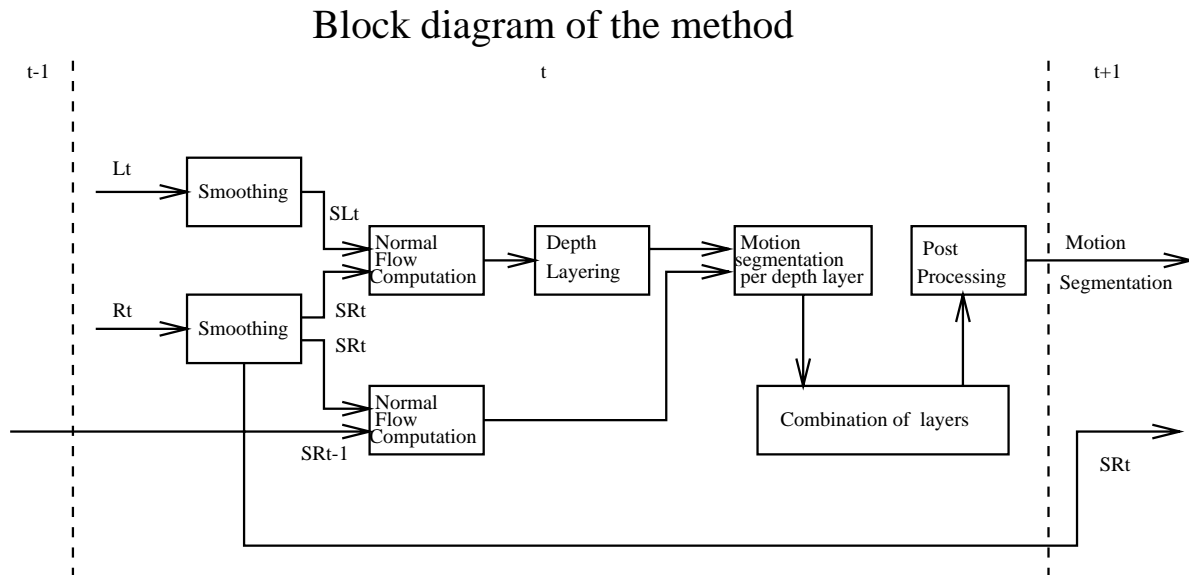 Block diagram of the method
t-1
t
t+1
Lt
Smoothing
SLt
Normal
Flow
Computation
Depth
Layering
Motion
segmentation
per depth layer
Post
Processing
Motion
Segmentation
Rt
Smoothing
SRt
SRt
Normal
Flow
Computation
SRt-1
Combination of layers
SRt